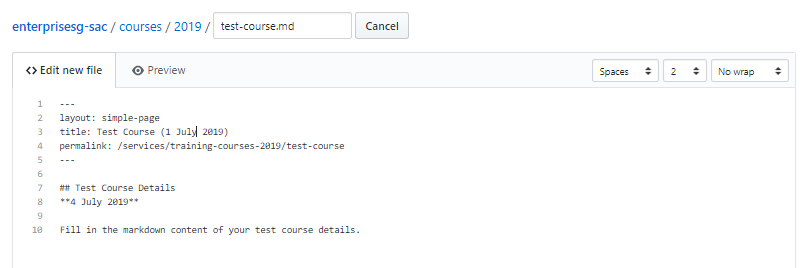 enterprisesg-sac / courses / 2019 / test-course.md Cancel
<> Edit new file Preview Spaces 2 No wrap
1 ---
2 layout: simple-page
3 title: Test Course (1 July 2019)
4 permalink: /services/training-courses-2019/test-course
5 ---
6
7 ## Test Course Details
8 **4 July 2019**
9
10 Fill in the markdown content of your test course details.